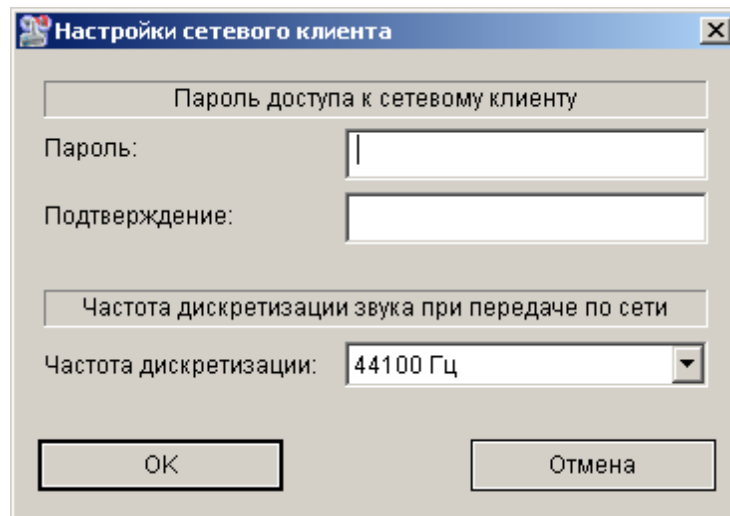 Настройки сетевого клиента
Пароль доступа к сетевому клиенту
Пароль:
Подтверждение:
Частота дискретизации звука при передаче по сети
Частота дискретизации: 44100 Гц
OK Отмена